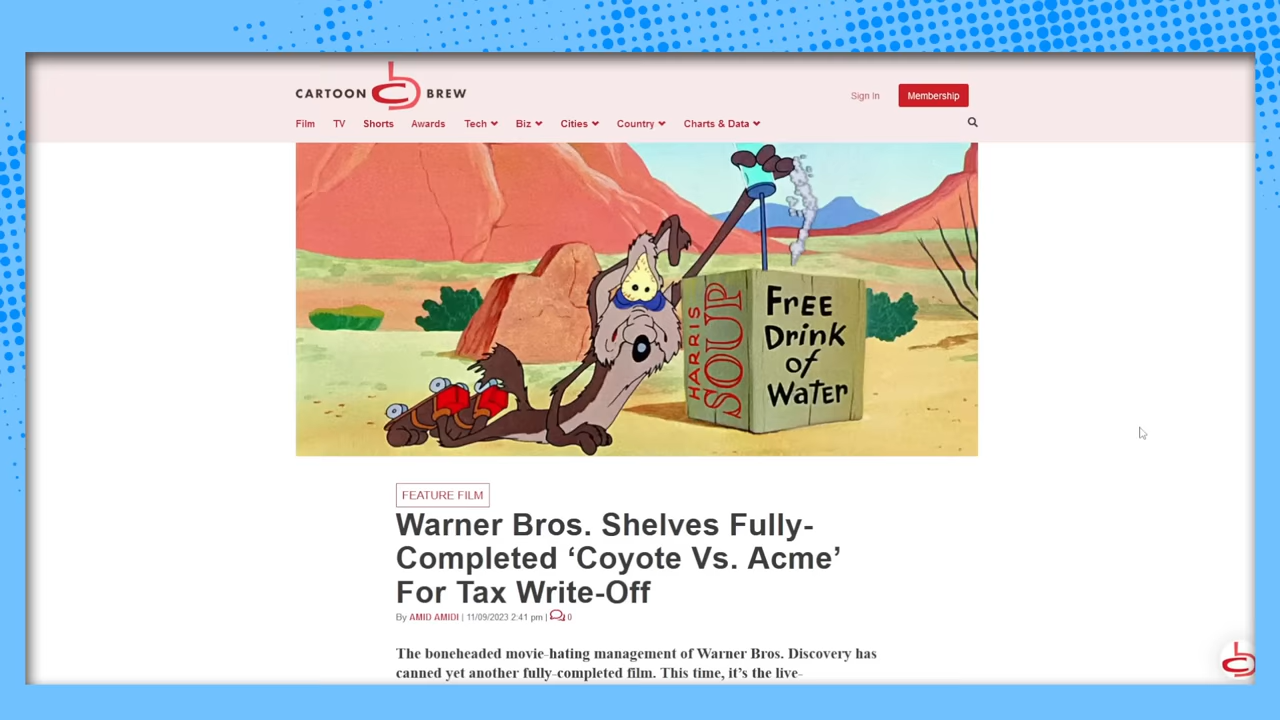 CARTOON BREW
Sign In
Membership
Film TV Shorts Awards Tech Biz Cities Country Charts & Data
HARRIS
SOUP
FREE
DRINK
of
WATER
FEATURE FILM
Warner Bros. Shelves Fully-
Completed ‘Coyote Vs. Acme’
For Tax Write-Off
By AMID AMIDI | 11/09/2023 2:41 pm | 0
The boneheaded movie-hating management of Warner Bros. Discovery has
canned yet another fully-completed film. This time, it’s the live-